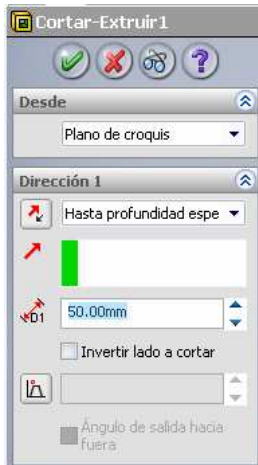 Cortar-Extruir1
?
Desde
Plano de croquis
Dirección 1
Hasta profundidad espe
D1
50.00mm
Invertir lado a cortar
Ángulo de salida hacia
fuera